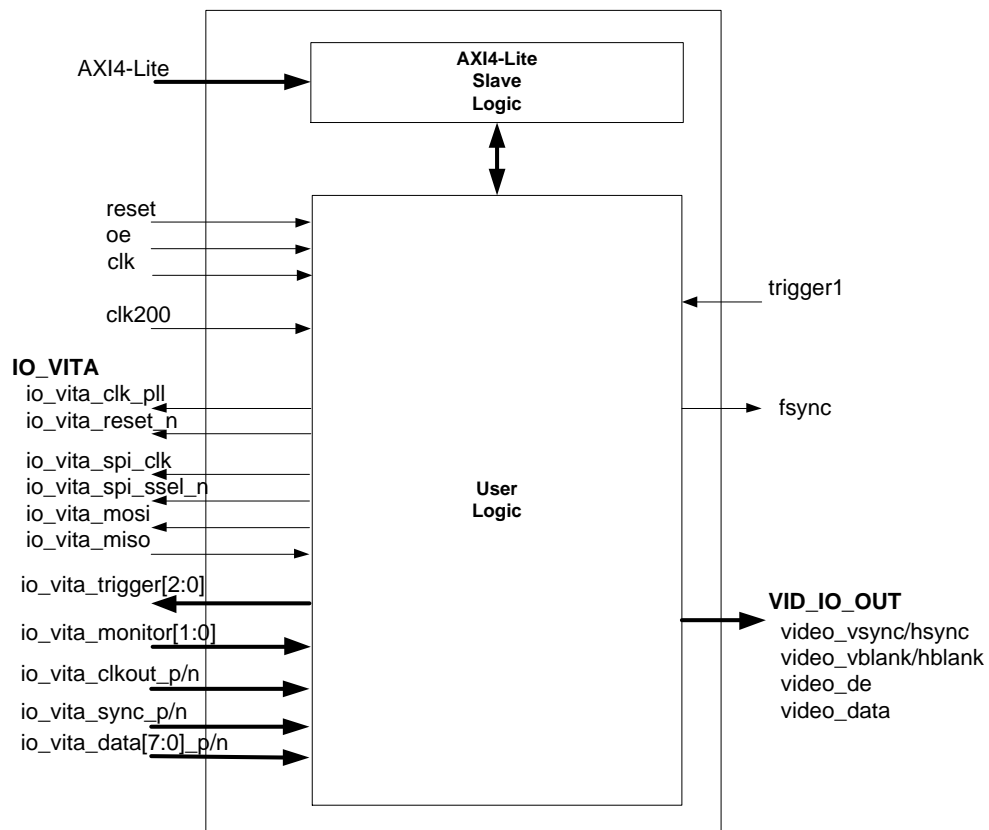 AXI4-Lite
AXI4-Lite
Slave
Logic
reset
oe
clk
clk200
trigger1
IO_VITA
io_vita_clk_pll
io_vita_reset_n
fsync
io_vita_spi_clk
io_vita_spi_ssel_n
io_vita_mosi
io_vita_miso
User
Logic
io_vita_trigger[2:0]
io_vita_monitor[1:0]
io_vita_clkout_p/n
io_vita_sync_p/n
io_vita_data[7:0]_p/n
VID_IO_OUT
video_vsync/hsync
video_vblank/hblank
video_de
video_data